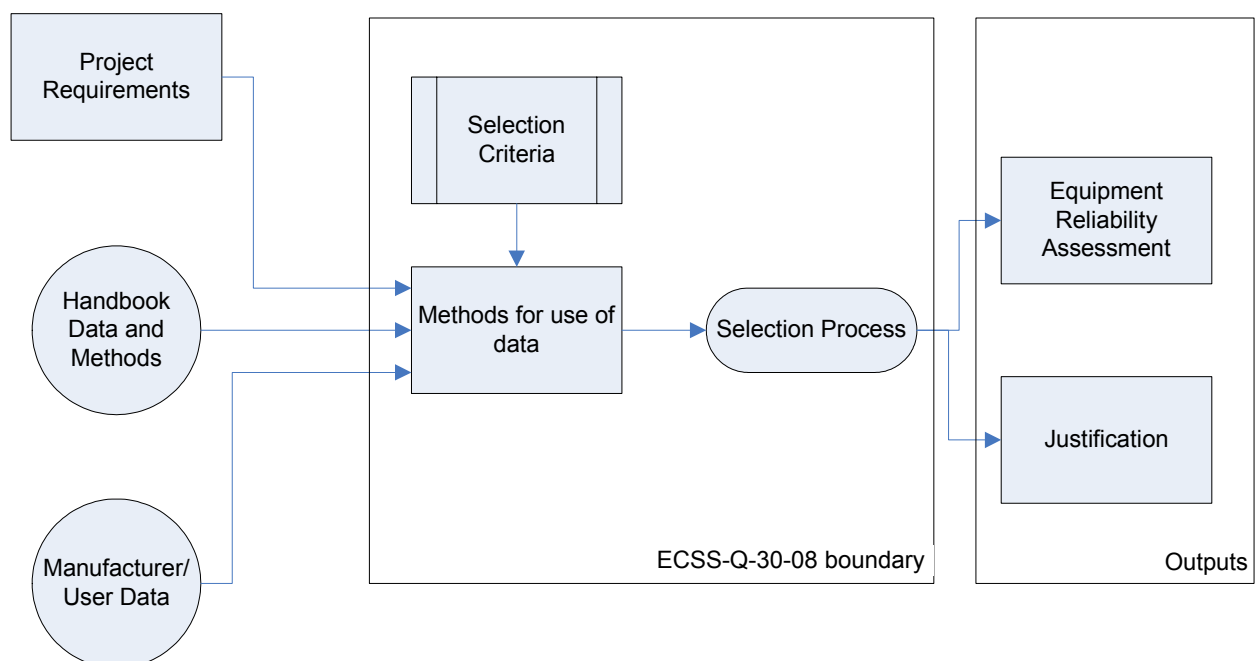 Project
Requirements
Selection
Criteria
Equipment
Reliability
Assessment
Handbook
Data and
Methods
Methods for use of
data
Selection Process
Justification
Manufacturer/
User Data
ECSS-Q-30-08 boundary
Outputs